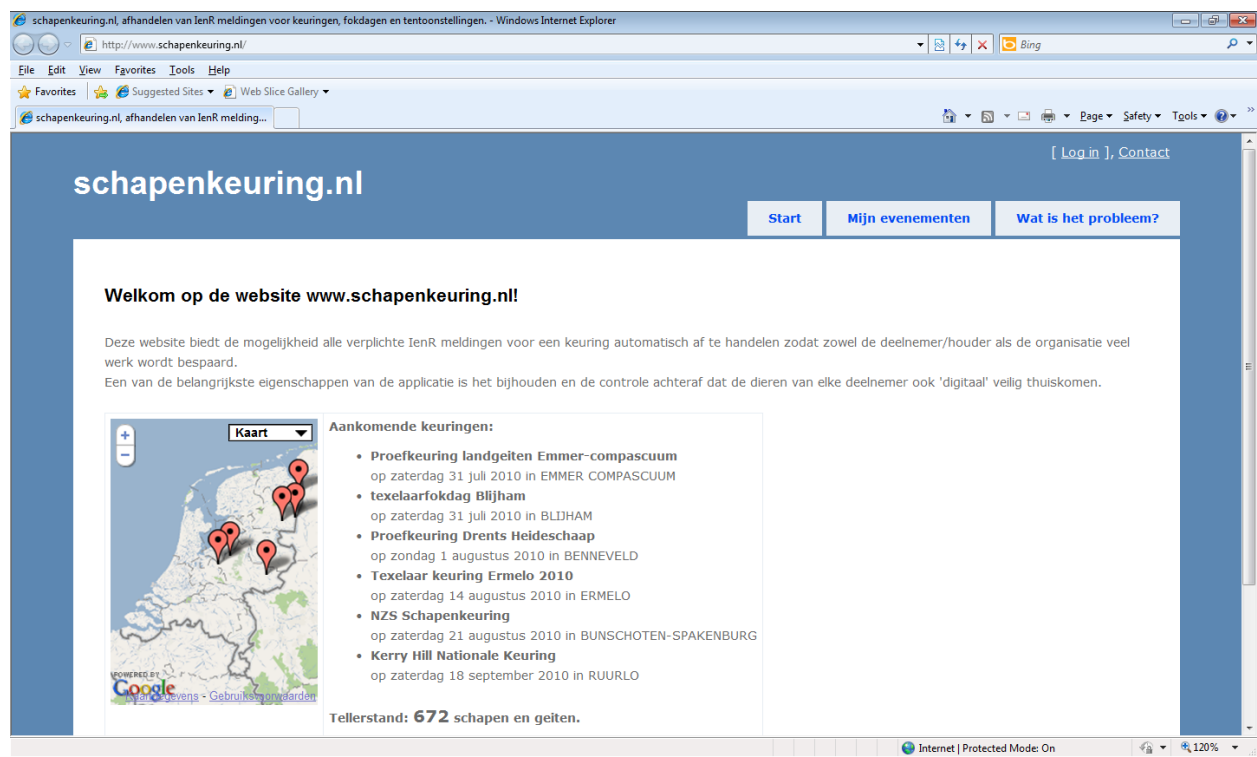 schapenkeuring.nl, afhandelen van IenR meldingen voor keuringen, fokdagen en tentoonstellingen. - Windows Internet Explorer
http://www.schapenkeuring.nl/
Bing
File Edit View Favorites Tools Help
Favorites Suggested Sites Web Slice Gallery
schapenkeuring.nl, afhandelen van IenR melding...
Page Safety Tools
[ Log in ], Contact
schapenkeuring.nl
Start Mijn evenementen Wat is het probleem?
Welkom op de website www.schapenkeuring.nl!
Deze website biedt de mogelijkheid alle verplichte IenR meldingen voor een keuring automatisch af te handelen zodat zowel de deelnemer/houder als de organisatie veel
werk wordt bespaard.
Een van de belangrijkste eigenschappen van de applicatie is het bijhouden en de controle achteraf dat de dieren van elke deelnemer ook 'digitaal' veilig thuiskomen.
Kaart
POWERED BY
Google
- Gebruiksvoorwaarden
Aankomende keuringen:
• Proefkeuring landgeiten Emmer-compascuum
op zaterdag 31 juli 2010 in EMMER COMPASCUUM
• texelaarfokdag Blijham
op zaterdag 31 juli 2010 in BLIJHAM
• Proefkeuring Drents Heideschaap
op zondag 1 augustus 2010 in BENNEVELD
• Texelaar keuring Ermelo 2010
op zaterdag 14 augustus 2010 in ERMELO
• NZS Schapenkeuring
op zaterdag 21 augustus 2010 in BUNSCHOTEN-SPAKENBURG
• Kerry Hill Nationale Keuring
op zaterdag 18 september 2010 in RUURLO
Tellerstand: 672 schapen en geiten.
Internet | Protected Mode: On
120%